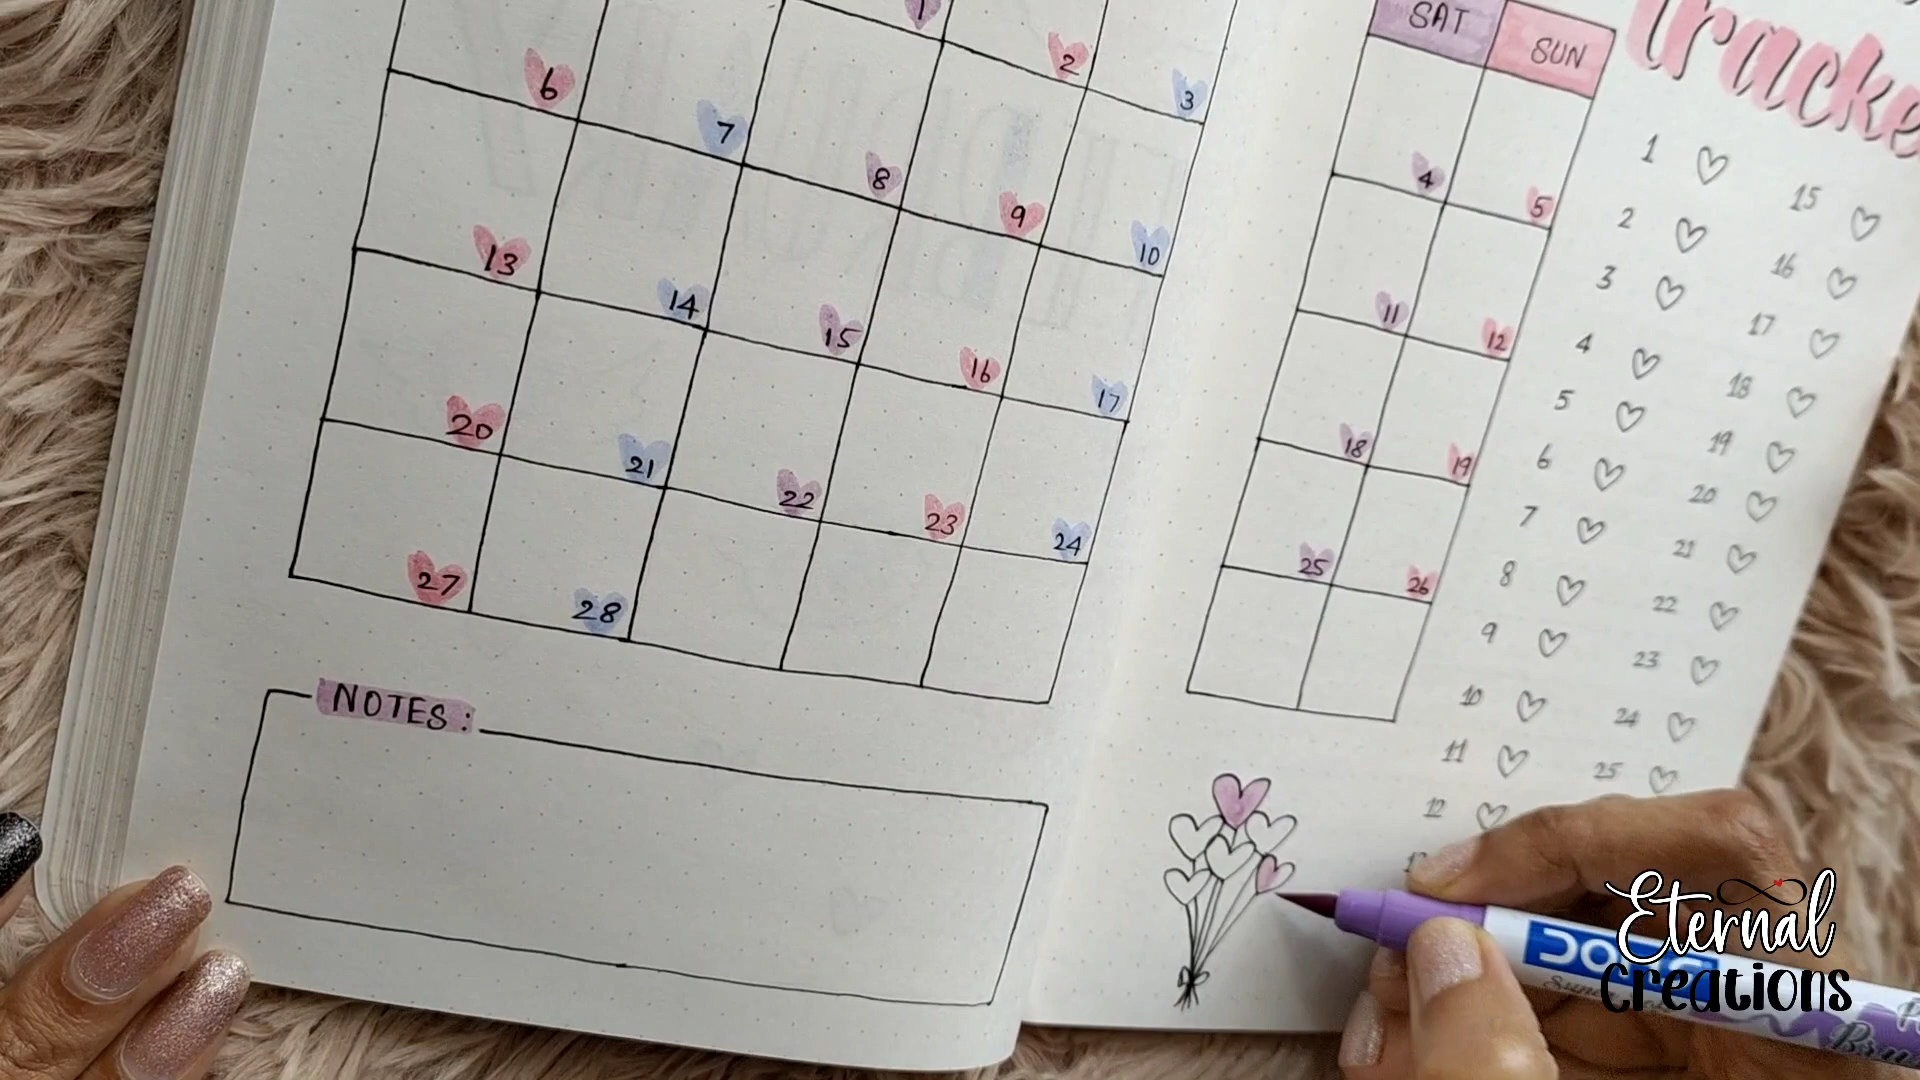 1 2 3
6 7 8 9 10
13 14 15 16 17
20 21 22 23 24
27 28
NOTES:
SAT SUN
4 5
11 12
18 19
25 26
tracke
1 15
2 16
3 17
4 18
5 19
6 20
7 21
8 22
9 23
10 24
11 25
12
DOMS
Eternal
Creations